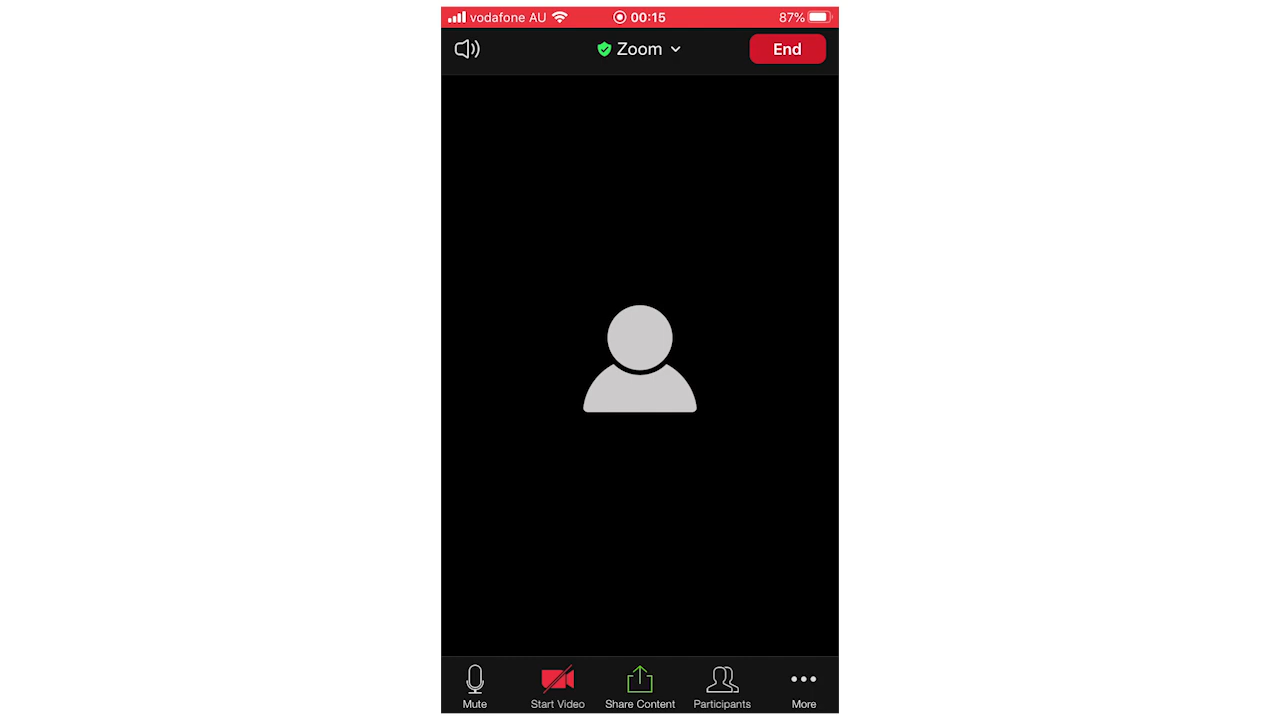 vodafone AU 00:15 87%
Zoom End
Mute Start Video Share Content Participants More